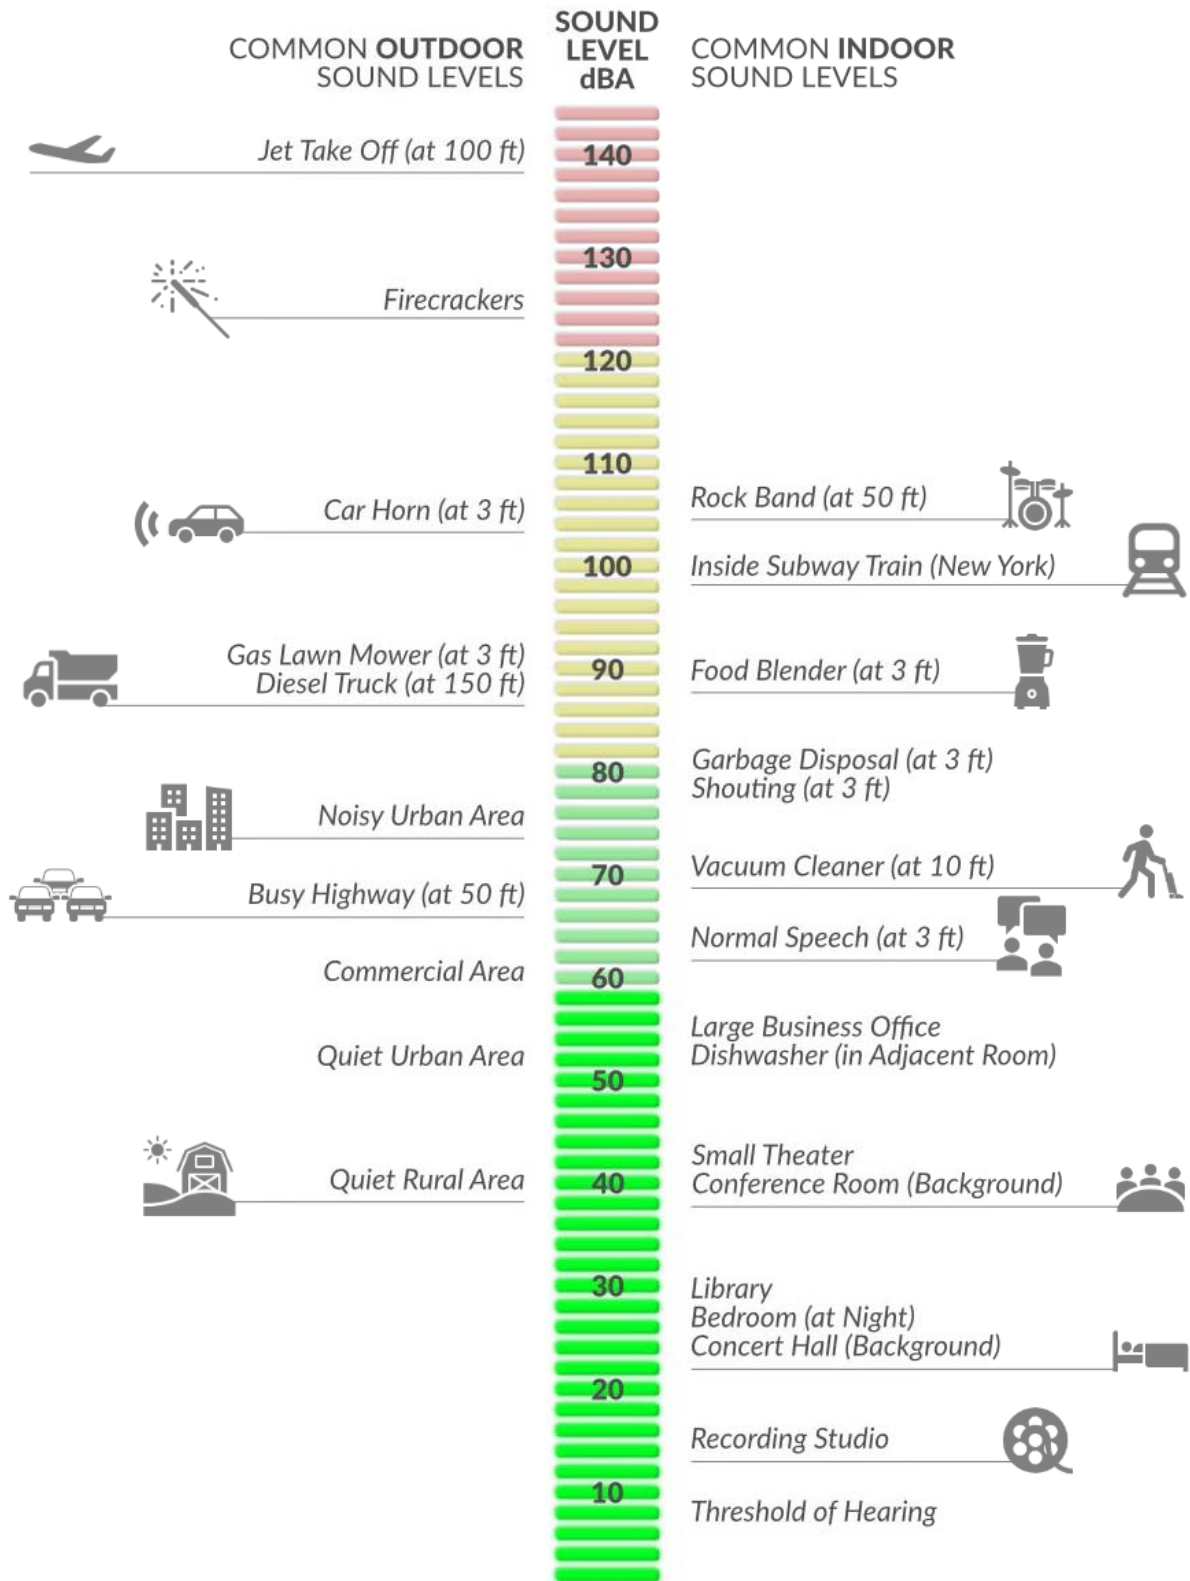 COMMON OUTDOOR
SOUND LEVELS
SOUND
LEVEL
dBA
COMMON INDOOR
SOUND LEVELS
Jet Take Off (at 100 ft)
140
130
Firecrackers
120
110
Rock Band (at 50 ft)
Car Horn (at 3 ft)
100
Inside Subway Train (New York)
Gas Lawn Mower (at 3 ft)
Diesel Truck (at 150 ft)
90
Food Blender (at 3 ft)
80
Garbage Disposal (at 3 ft)
Shouting (at 3 ft)
Noisy Urban Area
70
Vacuum Cleaner (at 10 ft)
Busy Highway (at 50 ft)
Normal Speech (at 3 ft)
Commercial Area
60
Large Business Office
Dishwasher (in Adjacent Room)
Quiet Urban Area
50
Small Theater
Conference Room (Background)
Quiet Rural Area
40
30
Library
Bedroom (at Night)
Concert Hall (Background)
20
Recording Studio
10
Threshold of Hearing